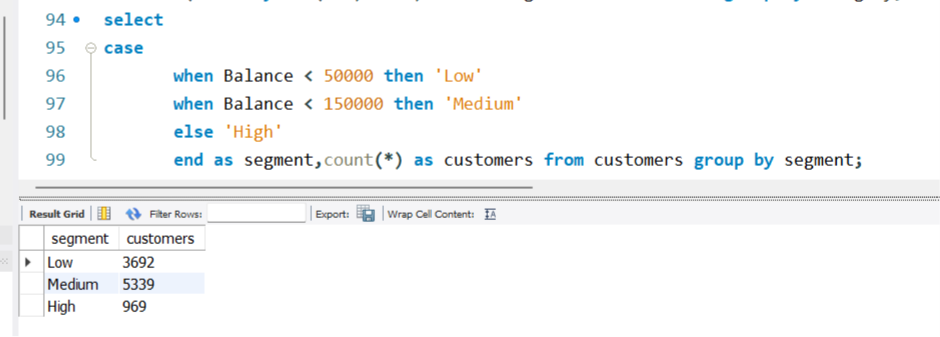 94 select
95 case
96 when Balance < 50000 then 'Low'
97 when Balance < 150000 then 'Medium'
98 else 'High'
99 end as segment,count(*) as customers from customers group by segment;
Result Grid Filter Rows: Export: Wrap Cell Content: IA
segment customers
Low 3692
Medium 5339
High 969